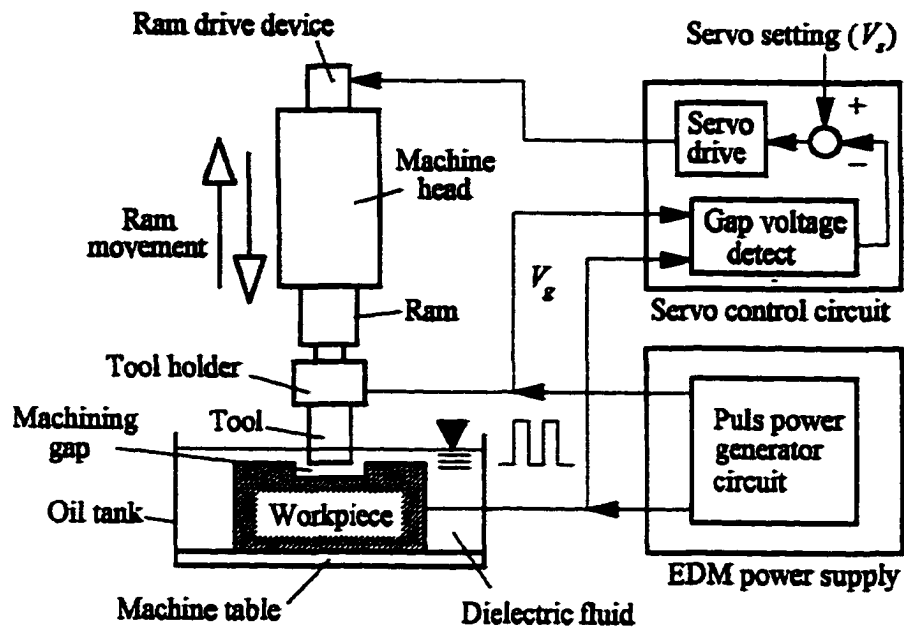 Ram drive device
Servo setting (Vs)
+
Servo
drive
−
Machine
head
Ram
movement
Gap voltage
detect
Vg
Ram
Servo control circuit
Tool holder
Machining
gap
Tool
Puls power
generator
circuit
Oil tank
Workpiece
EDM power supply
Machine table
Dielectric fluid